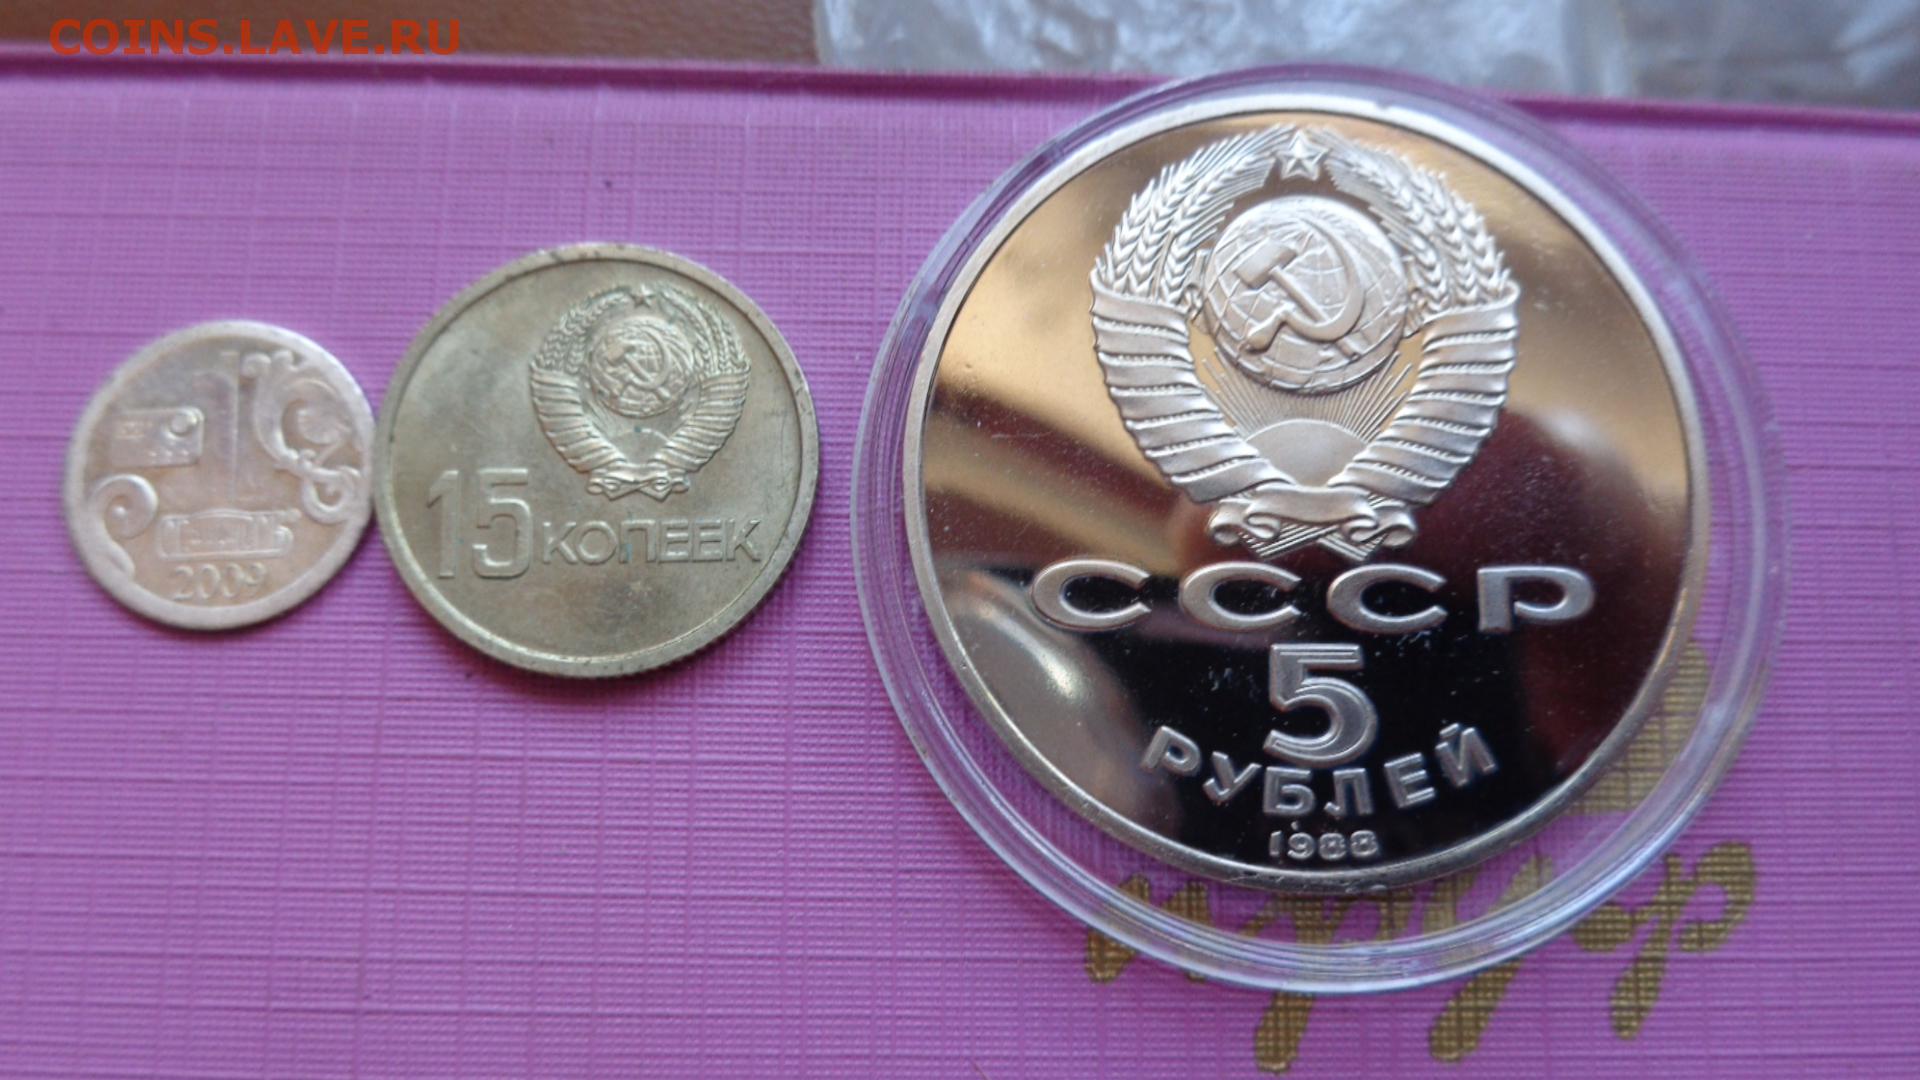 COINS.LAVE.RU
1
2009
15 КОПЕЕК
СССР
5
РУБЛЕЙ
1988